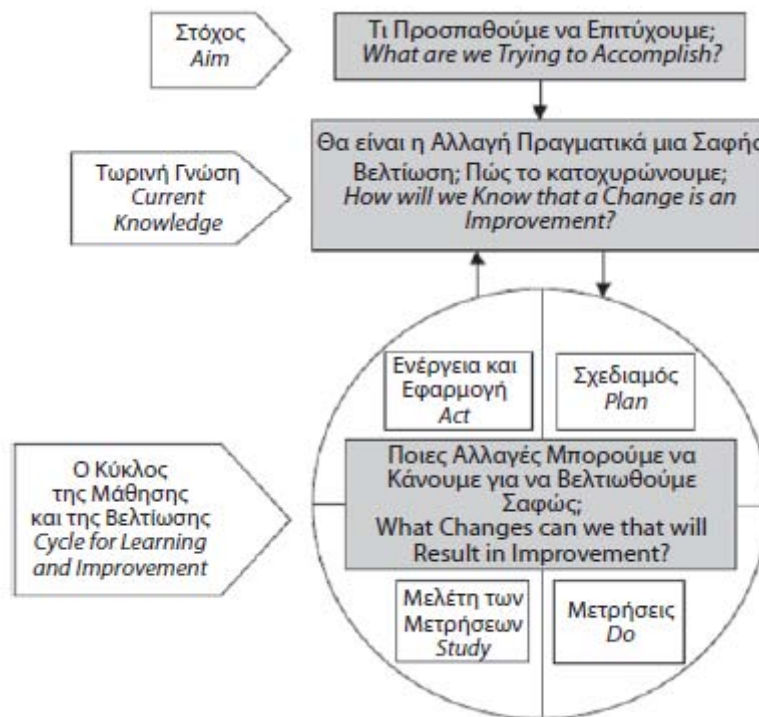 Στόχος
Aim
Τι Προσπαθούμε να Επιτύχουμε;
What are we Trying to Accomplish?
Τωρινή Γνώση
Current
Knowledge
Θα είναι η Αλλαγή Πραγματικά μια Σαφής
Βελτίωση; Πώς το κατοχυρώνουμε;
How will we Know that a Change is an
Improvement?
Ενέργεια και
Εφαρμογή
Act
Σχεδιαμός
Plan
Ο Κύκλος
της Μάθησης
και της Βελτίωσης
Cycle for Learning
and Improvement
Ποιες Αλλαγές Μπορούμε να
Κάνουμε για να Βελτιωθούμε
Σαφώς;
What Changes can we that will
Result in Improvement?
Μελέτη των
Μετρήσεων
Study
Μετρήσεις
Do